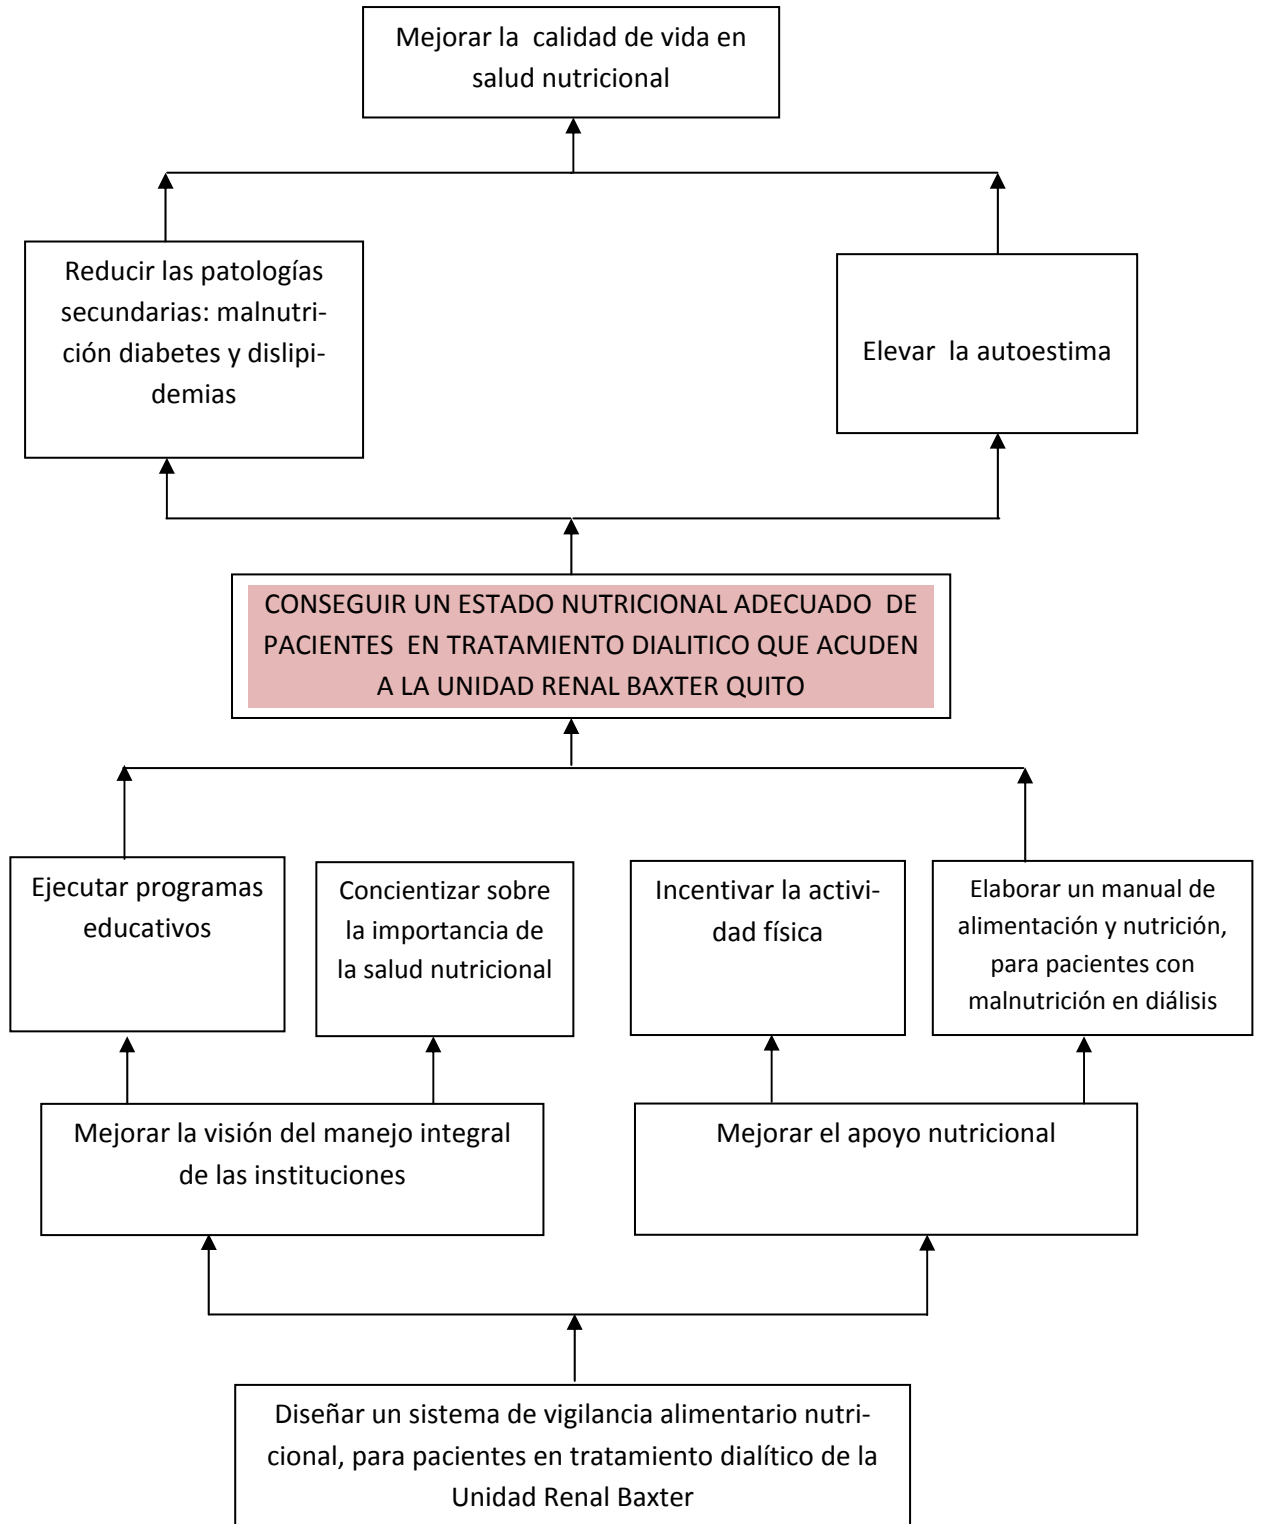 Mejorar la  calidad de vida en
salud nutricional
Reducir las patologías
secundarias: malnutri-
ción diabetes y dislipi-
demias
Elevar  la autoestima
CONSEGUIR UN ESTADO NUTRICIONAL ADECUADO  DE
PACIENTES  EN TRATAMIENTO DIALITICO QUE ACUDEN
A LA UNIDAD RENAL BAXTER QUITO
Ejecutar programas
educativos
Concientizar sobre
la importancia de
la salud nutricional
Incentivar la activi-
dad física
Elaborar un manual de
alimentación y nutrición,
para pacientes con
malnutrición en diálisis
Mejorar la visión del manejo integral
de las instituciones
Mejorar el apoyo nutricional
Diseñar un sistema de vigilancia alimentario nutri-
cional, para pacientes en tratamiento dialítico de la
Unidad Renal Baxter